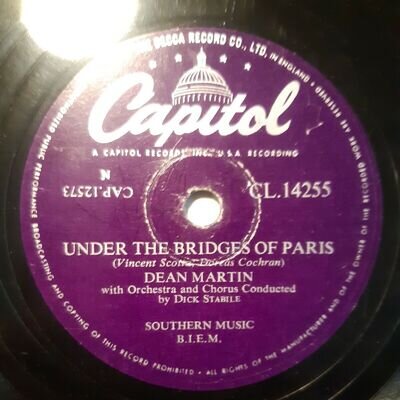 DECCA RECORD CO., LTD. IN ENGLAND · ALL RIGHTS RESERVED
Capitol
A CAPITOL RECORDS, INC., U.S.A. RECORDING
N
CAP.12573
CL.14255
UNDER THE BRIDGES OF PARIS
(Vincent Scotto, Dorcas Cochran)
DEAN MARTIN
with Orchestra and Chorus Conducted
by DICK STABILE
SOUTHERN MUSIC
B.I.E.M.
PUBLIC PERFORMANCE BROADCASTING AND COPYING OF THIS RECORD PROHIBITED · ALL RIGHTS OF THE MANUFACTURER AND OF THE OWNER OF THE RECORDED WORK